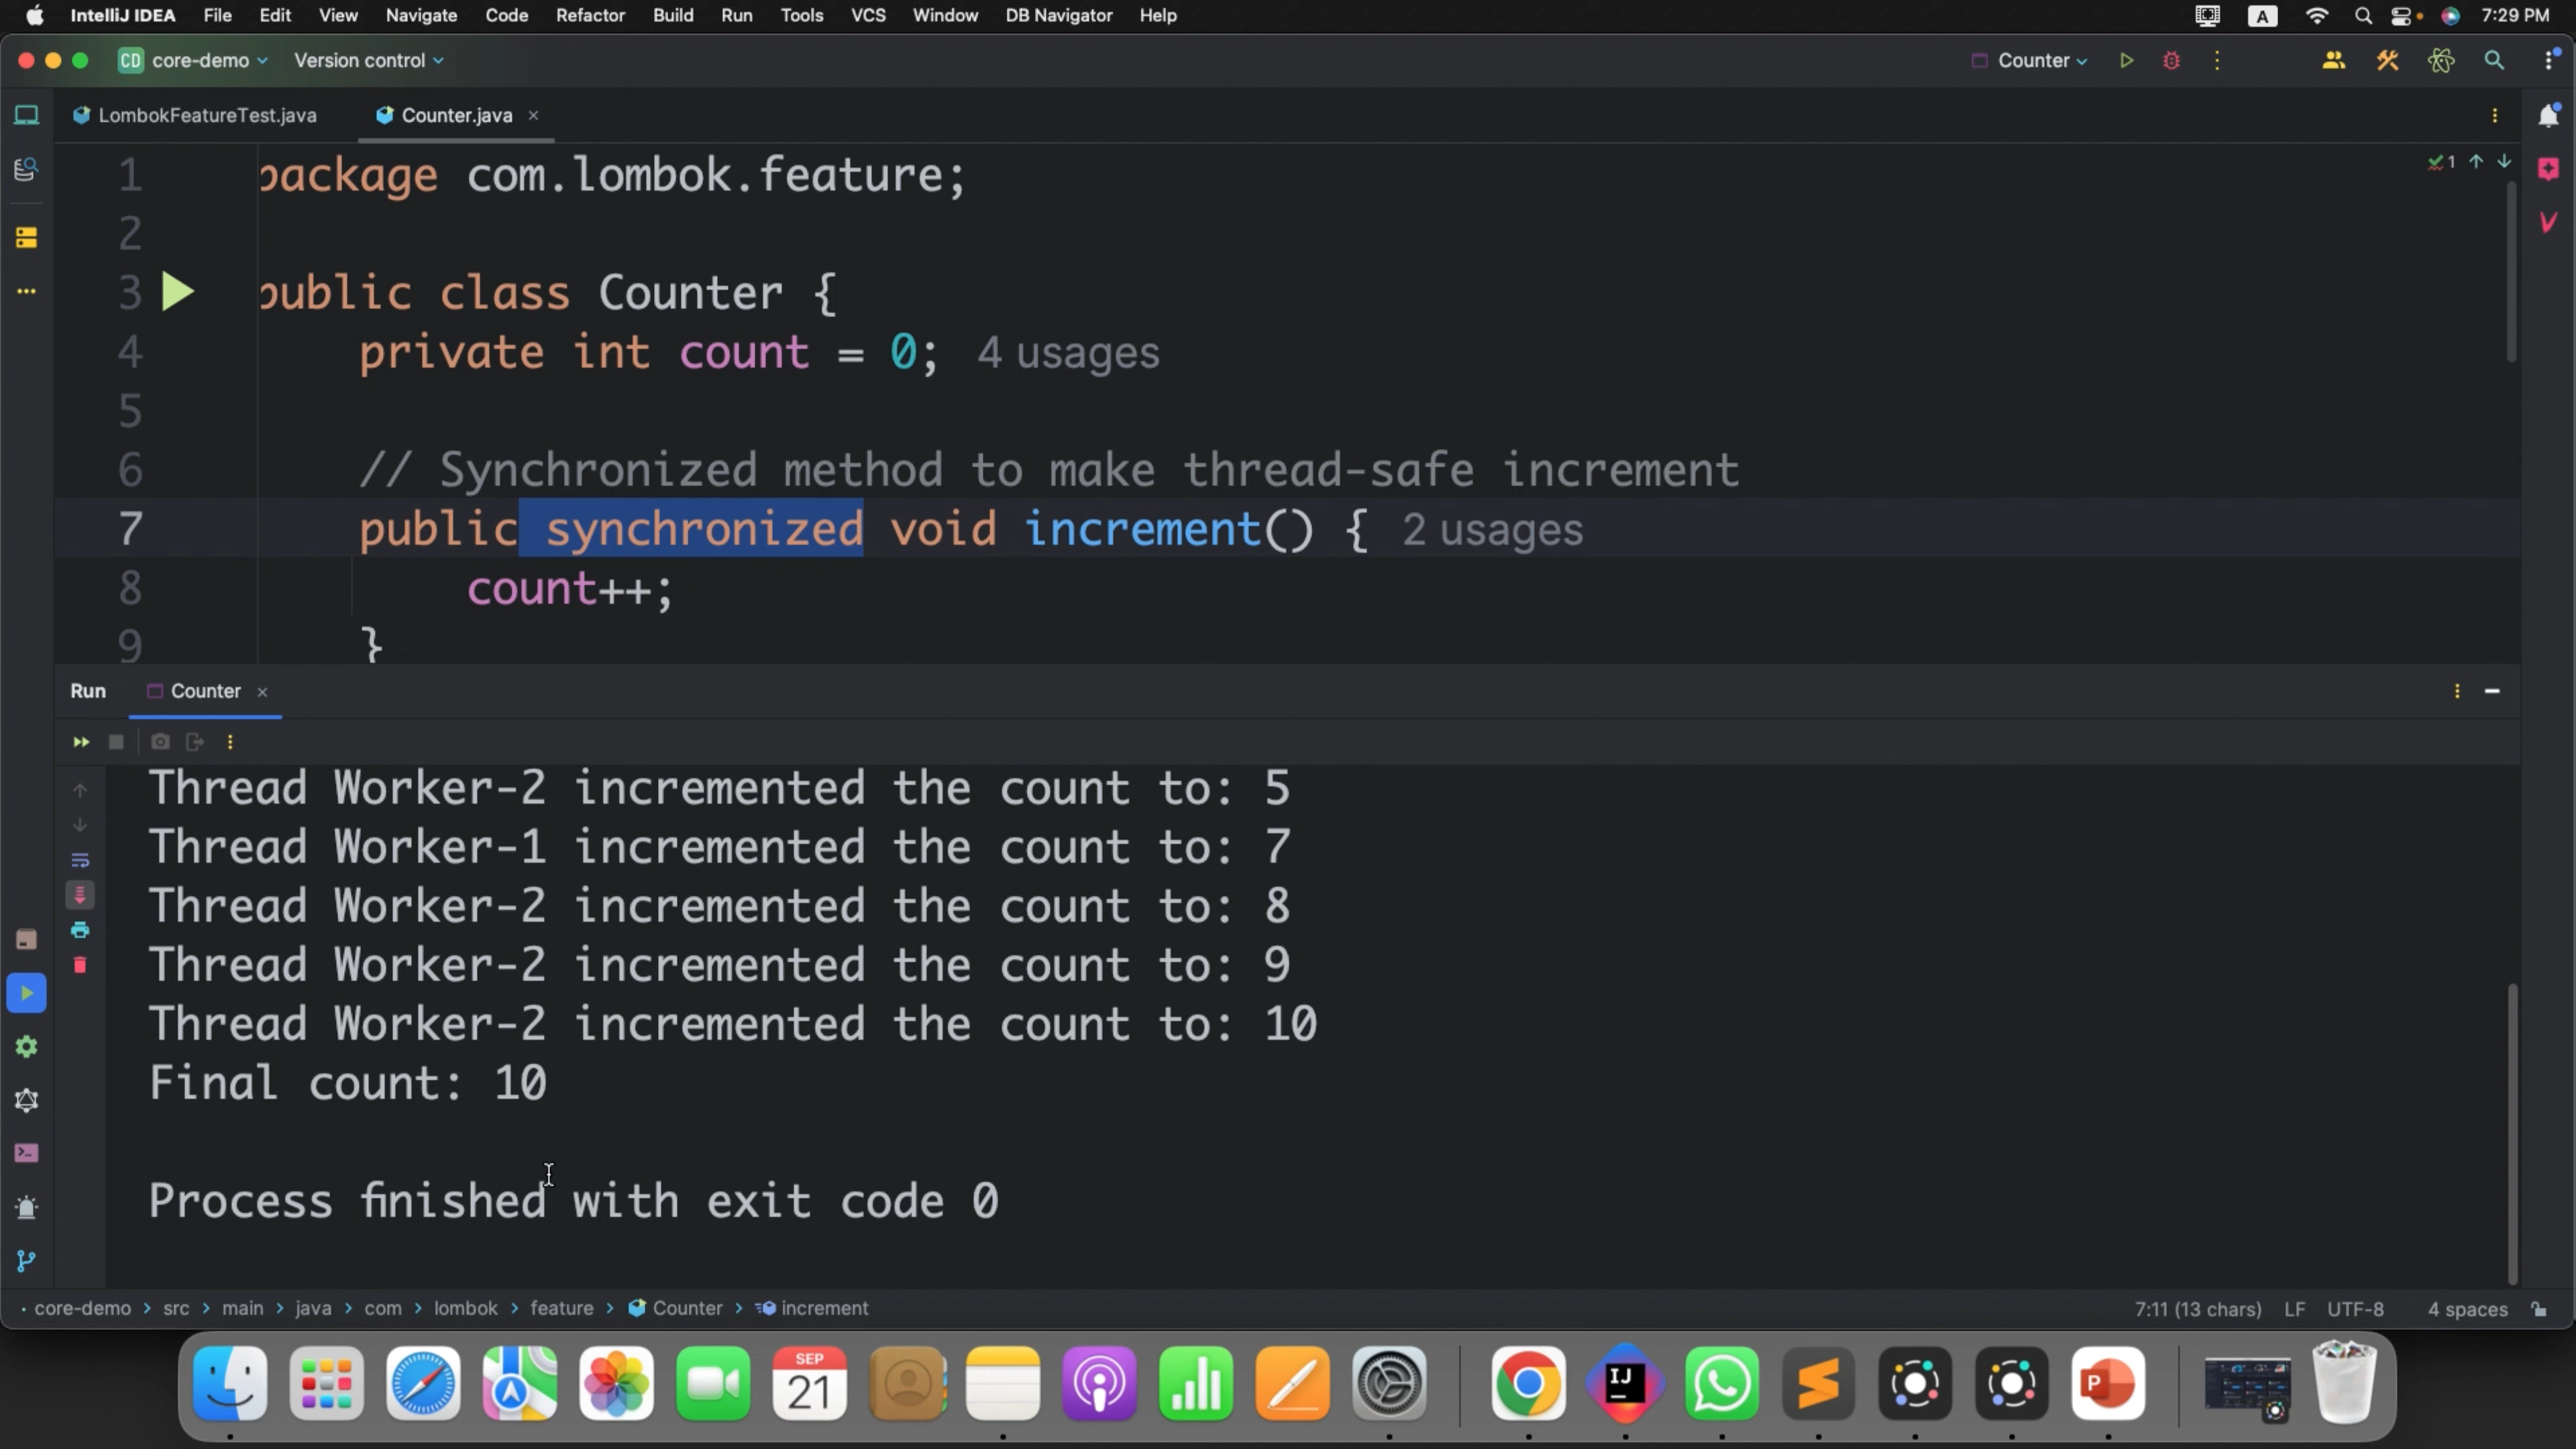 IntelliJ IDEA File Edit View Navigate Code Refactor Build Run Tools VCS Window DB Navigator Help A 7:29 PM
CD core-demo Version control Counter
LombokFeatureTest.java Counter.java
1 package com.lombok.feature; 1
2
3 public class Counter {
4 private int count = 0; 4 usages
5
6 // Synchronized method to make thread-safe increment
7 public synchronized void increment() { 2 usages
8 count++;
9 }
Run Counter
Thread Worker-2 incremented the count to: 5
Thread Worker-1 incremented the count to: 7
Thread Worker-2 incremented the count to: 8
Thread Worker-2 incremented the count to: 9
Thread Worker-2 incremented the count to: 10
Final count: 10
Process finished with exit code 0
core-demo > src > main > java > com > lombok > feature > Counter > increment 7:11 (13 chars) LF UTF-8 4 spaces
SEP
21
IJ
P